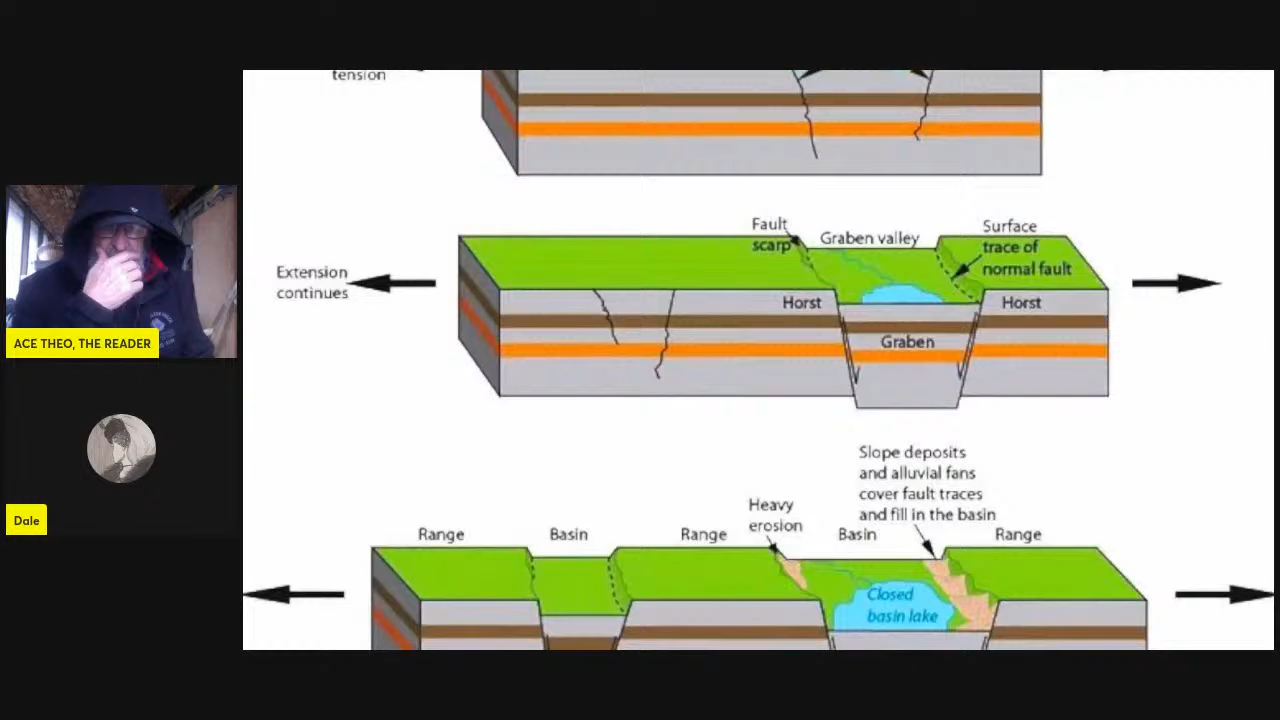 tension
Fault
scarp
Graben valley
Surface
trace of
normal fault
Extension
continues
Horst
Horst
Graben
Slope deposits
and alluvial fans
cover fault traces
and fill in the basin
Heavy
erosion
Range
Basin
Range
Basin
Range
Closed
basin lake
ACE THEO, THE READER
Dale